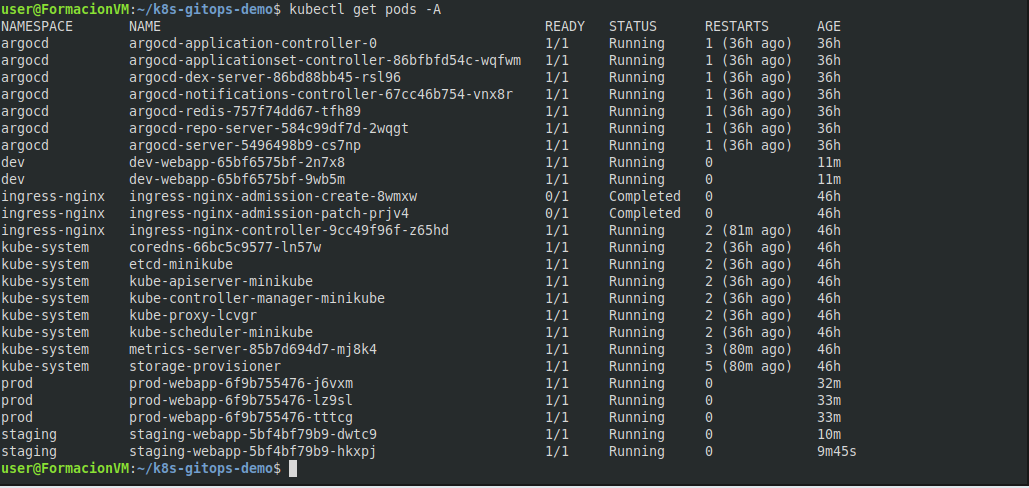 user@FormacionVM:~/k8s-gitops-demo$ kubectl get pods -A
NAMESPACE NAME READY STATUS RESTARTS AGE
argocd argocd-application-controller-0 1/1 Running 1 (36h ago) 36h
argocd argocd-applicationset-controller-86bfbfd54c-wqfwm 1/1 Running 1 (36h ago) 36h
argocd argocd-dex-server-86bd88bb45-rsl96 1/1 Running 1 (36h ago) 36h
argocd argocd-notifications-controller-67cc46b754-vnx8r 1/1 Running 1 (36h ago) 36h
argocd argocd-redis-757f74dd67-tfh89 1/1 Running 1 (36h ago) 36h
argocd argocd-repo-server-584c99df7d-2wqgt 1/1 Running 1 (36h ago) 36h
argocd argocd-server-5496498b9-cs7np 1/1 Running 1 (36h ago) 36h
dev dev-webapp-65bf6575bf-2n7x8 1/1 Running 0 11m
dev dev-webapp-65bf6575bf-9wb5m 1/1 Running 0 11m
ingress-nginx ingress-nginx-admission-create-8wmxw 0/1 Completed 0 46h
ingress-nginx ingress-nginx-admission-patch-prjv4 0/1 Completed 0 46h
ingress-nginx ingress-nginx-controller-9cc49f96f-z65hd 1/1 Running 2 (81m ago) 46h
kube-system coredns-66bc5c9577-ln57w 1/1 Running 2 (36h ago) 46h
kube-system etcd-minikube 1/1 Running 2 (36h ago) 46h
kube-system kube-apiserver-minikube 1/1 Running 2 (36h ago) 46h
kube-system kube-controller-manager-minikube 1/1 Running 2 (36h ago) 46h
kube-system kube-proxy-lcvgr 1/1 Running 2 (36h ago) 46h
kube-system kube-scheduler-minikube 1/1 Running 2 (36h ago) 46h
kube-system metrics-server-85b7d694d7-mj8k4 1/1 Running 3 (80m ago) 46h
kube-system storage-provisioner 1/1 Running 5 (80m ago) 46h
prod prod-webapp-6f9b755476-j6vxm 1/1 Running 0 32m
prod prod-webapp-6f9b755476-lz9sl 1/1 Running 0 33m
prod prod-webapp-6f9b755476-tttcg 1/1 Running 0 33m
staging staging-webapp-5bf4bf79b9-dwtc9 1/1 Running 0 10m
staging staging-webapp-5bf4bf79b9-hkxpj 1/1 Running 0 9m45s
user@FormacionVM:~/k8s-gitops-demo$